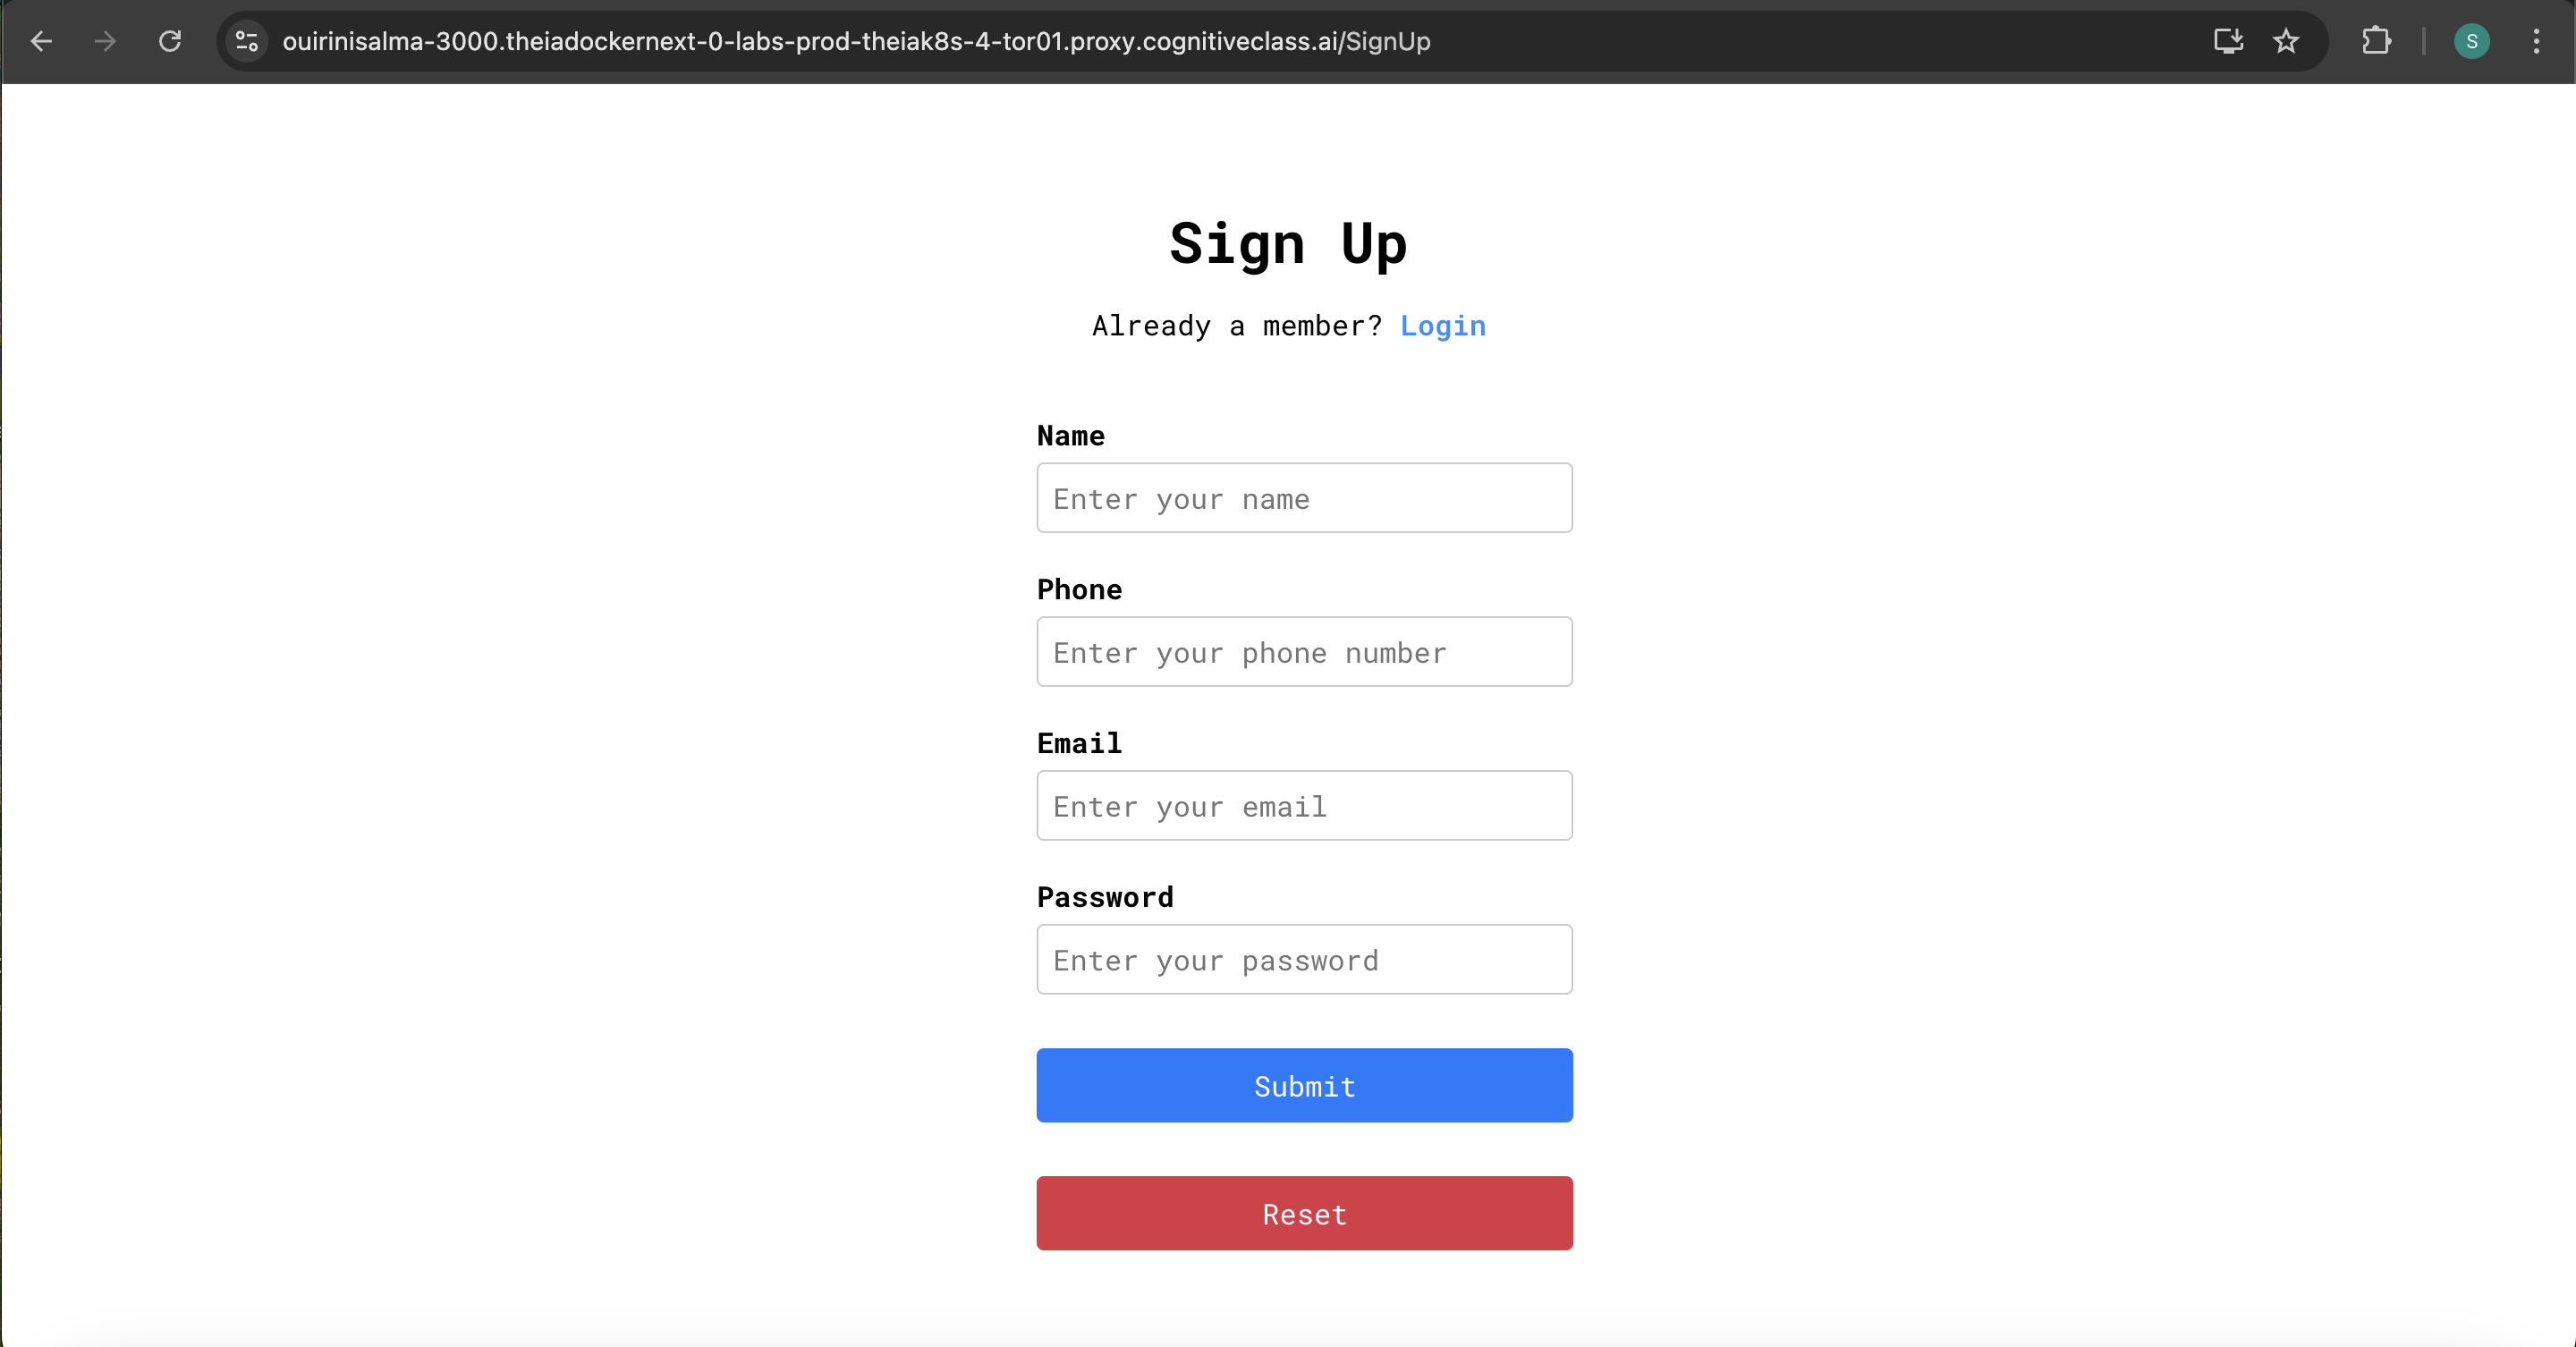 ouirinisalma-3000.theiadockernext-0-labs-prod-theiak8s-4-tor01.proxy.cognitiveclass.ai/SignUp
S
Sign Up
Already a member? Login
Name
Enter your name
Phone
Enter your phone number
Email
Enter your email
Password
Enter your password
Submit
Reset